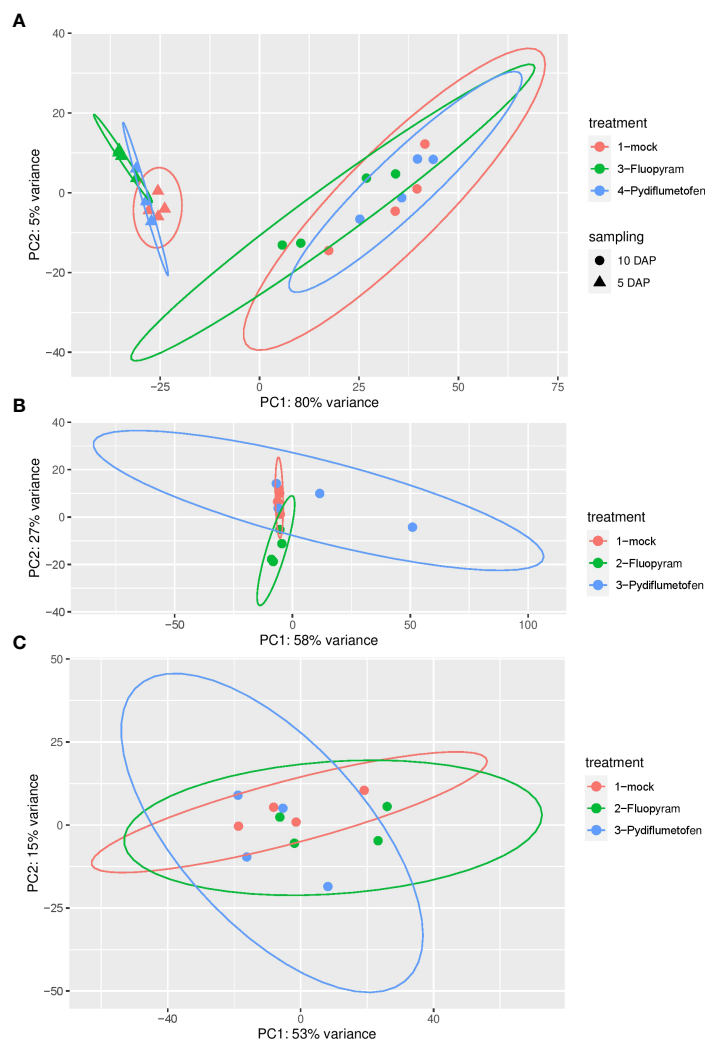 A
40
20
0
−20
−40
PC2: 5% variance
−25
0
25
50
75
PC1: 80% variance
treatment
1−mock
3−Fluopyram
4−Pydiflumetofen
sampling
10 DAP
5 DAP
B
40
20
0
−20
−40
PC2: 27% variance
−50
0
50
100
PC1: 58% variance
treatment
1−mock
2−Fluopyram
3−Pydiflumetofen
C
50
25
0
−25
−50
PC2: 15% variance
−40
0
40
PC1: 53% variance
treatment
1−mock
2−Fluopyram
3−Pydiflumetofen